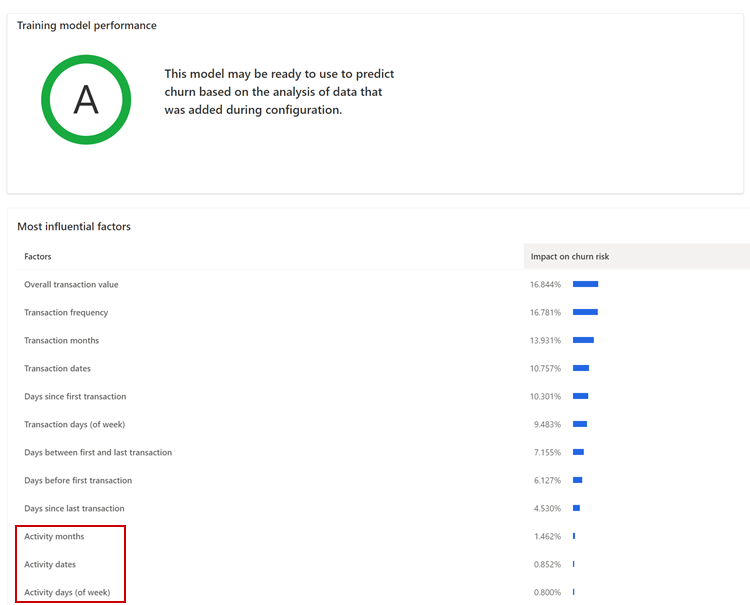 Training model performance
A
This model may be ready to use to predict
churn based on the analysis of data that
was added during configuration.
Most influential factors
Factors Impact on churn risk
Overall transaction value 16.844%
Transaction frequency 16.781%
Transaction months 13.931%
Transaction dates 10.757%
Days since first transaction 10.301%
Transaction days (of week) 9.483%
Days between first and last transaction 7.155%
Days before first transaction 6.127%
Days since last transaction 4.530%
Activity months 1.462%
Activity dates 0.852%
Activity days (of week) 0.800%